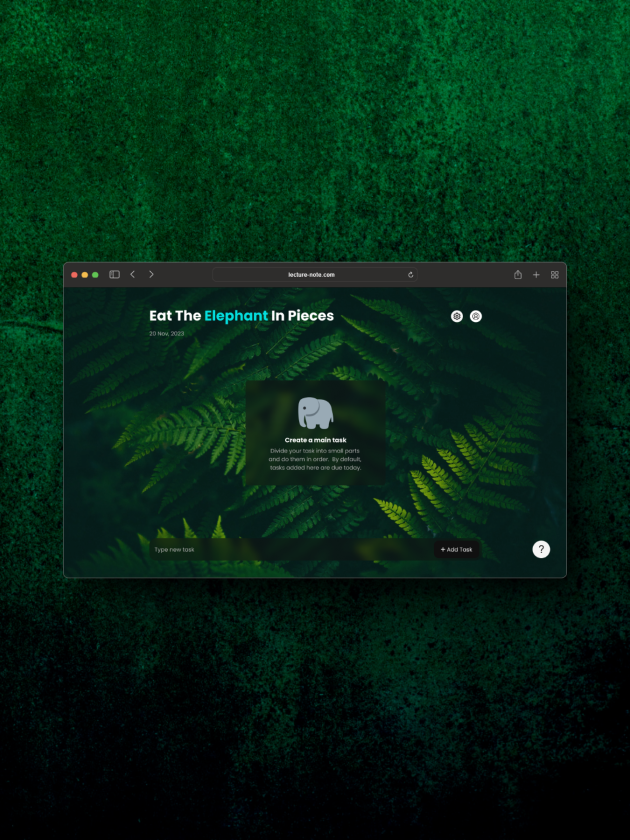 lecture-note.com
Eat The Elephant In Pieces
20 Nov, 2023
Create a main task
Divide your task into small parts
and do them in order. By default,
tasks added here are due today.
Type new task
+ Add Task
?